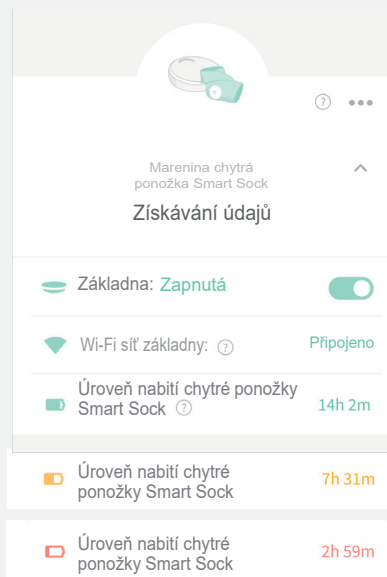 Marenina chytrá
ponožka Smart Sock
Získávání údajů
Základna: Zapnutá
Wi-Fi síť základny: ? Připojeno
Úroveň nabití chytré ponožky
Smart Sock ? 14h 2m
Úroveň nabití chytré
ponožky Smart Sock 7h 31m
Úroveň nabití chytré
ponožky Smart Sock 2h 59m